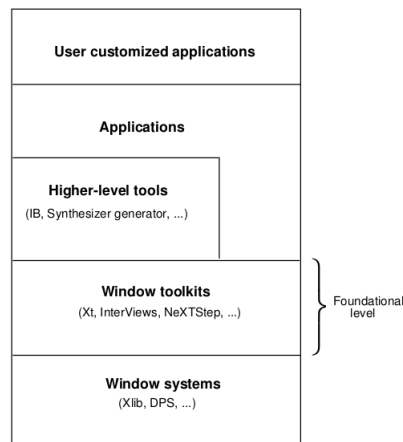 User customized applications
Applications
Higher-level tools
(IB, Synthesizer generator, ...)
Window toolkits
(Xt, InterViews, NeXTStep, ...)
Foundational
level
Window systems
(Xlib, DPS, ...)